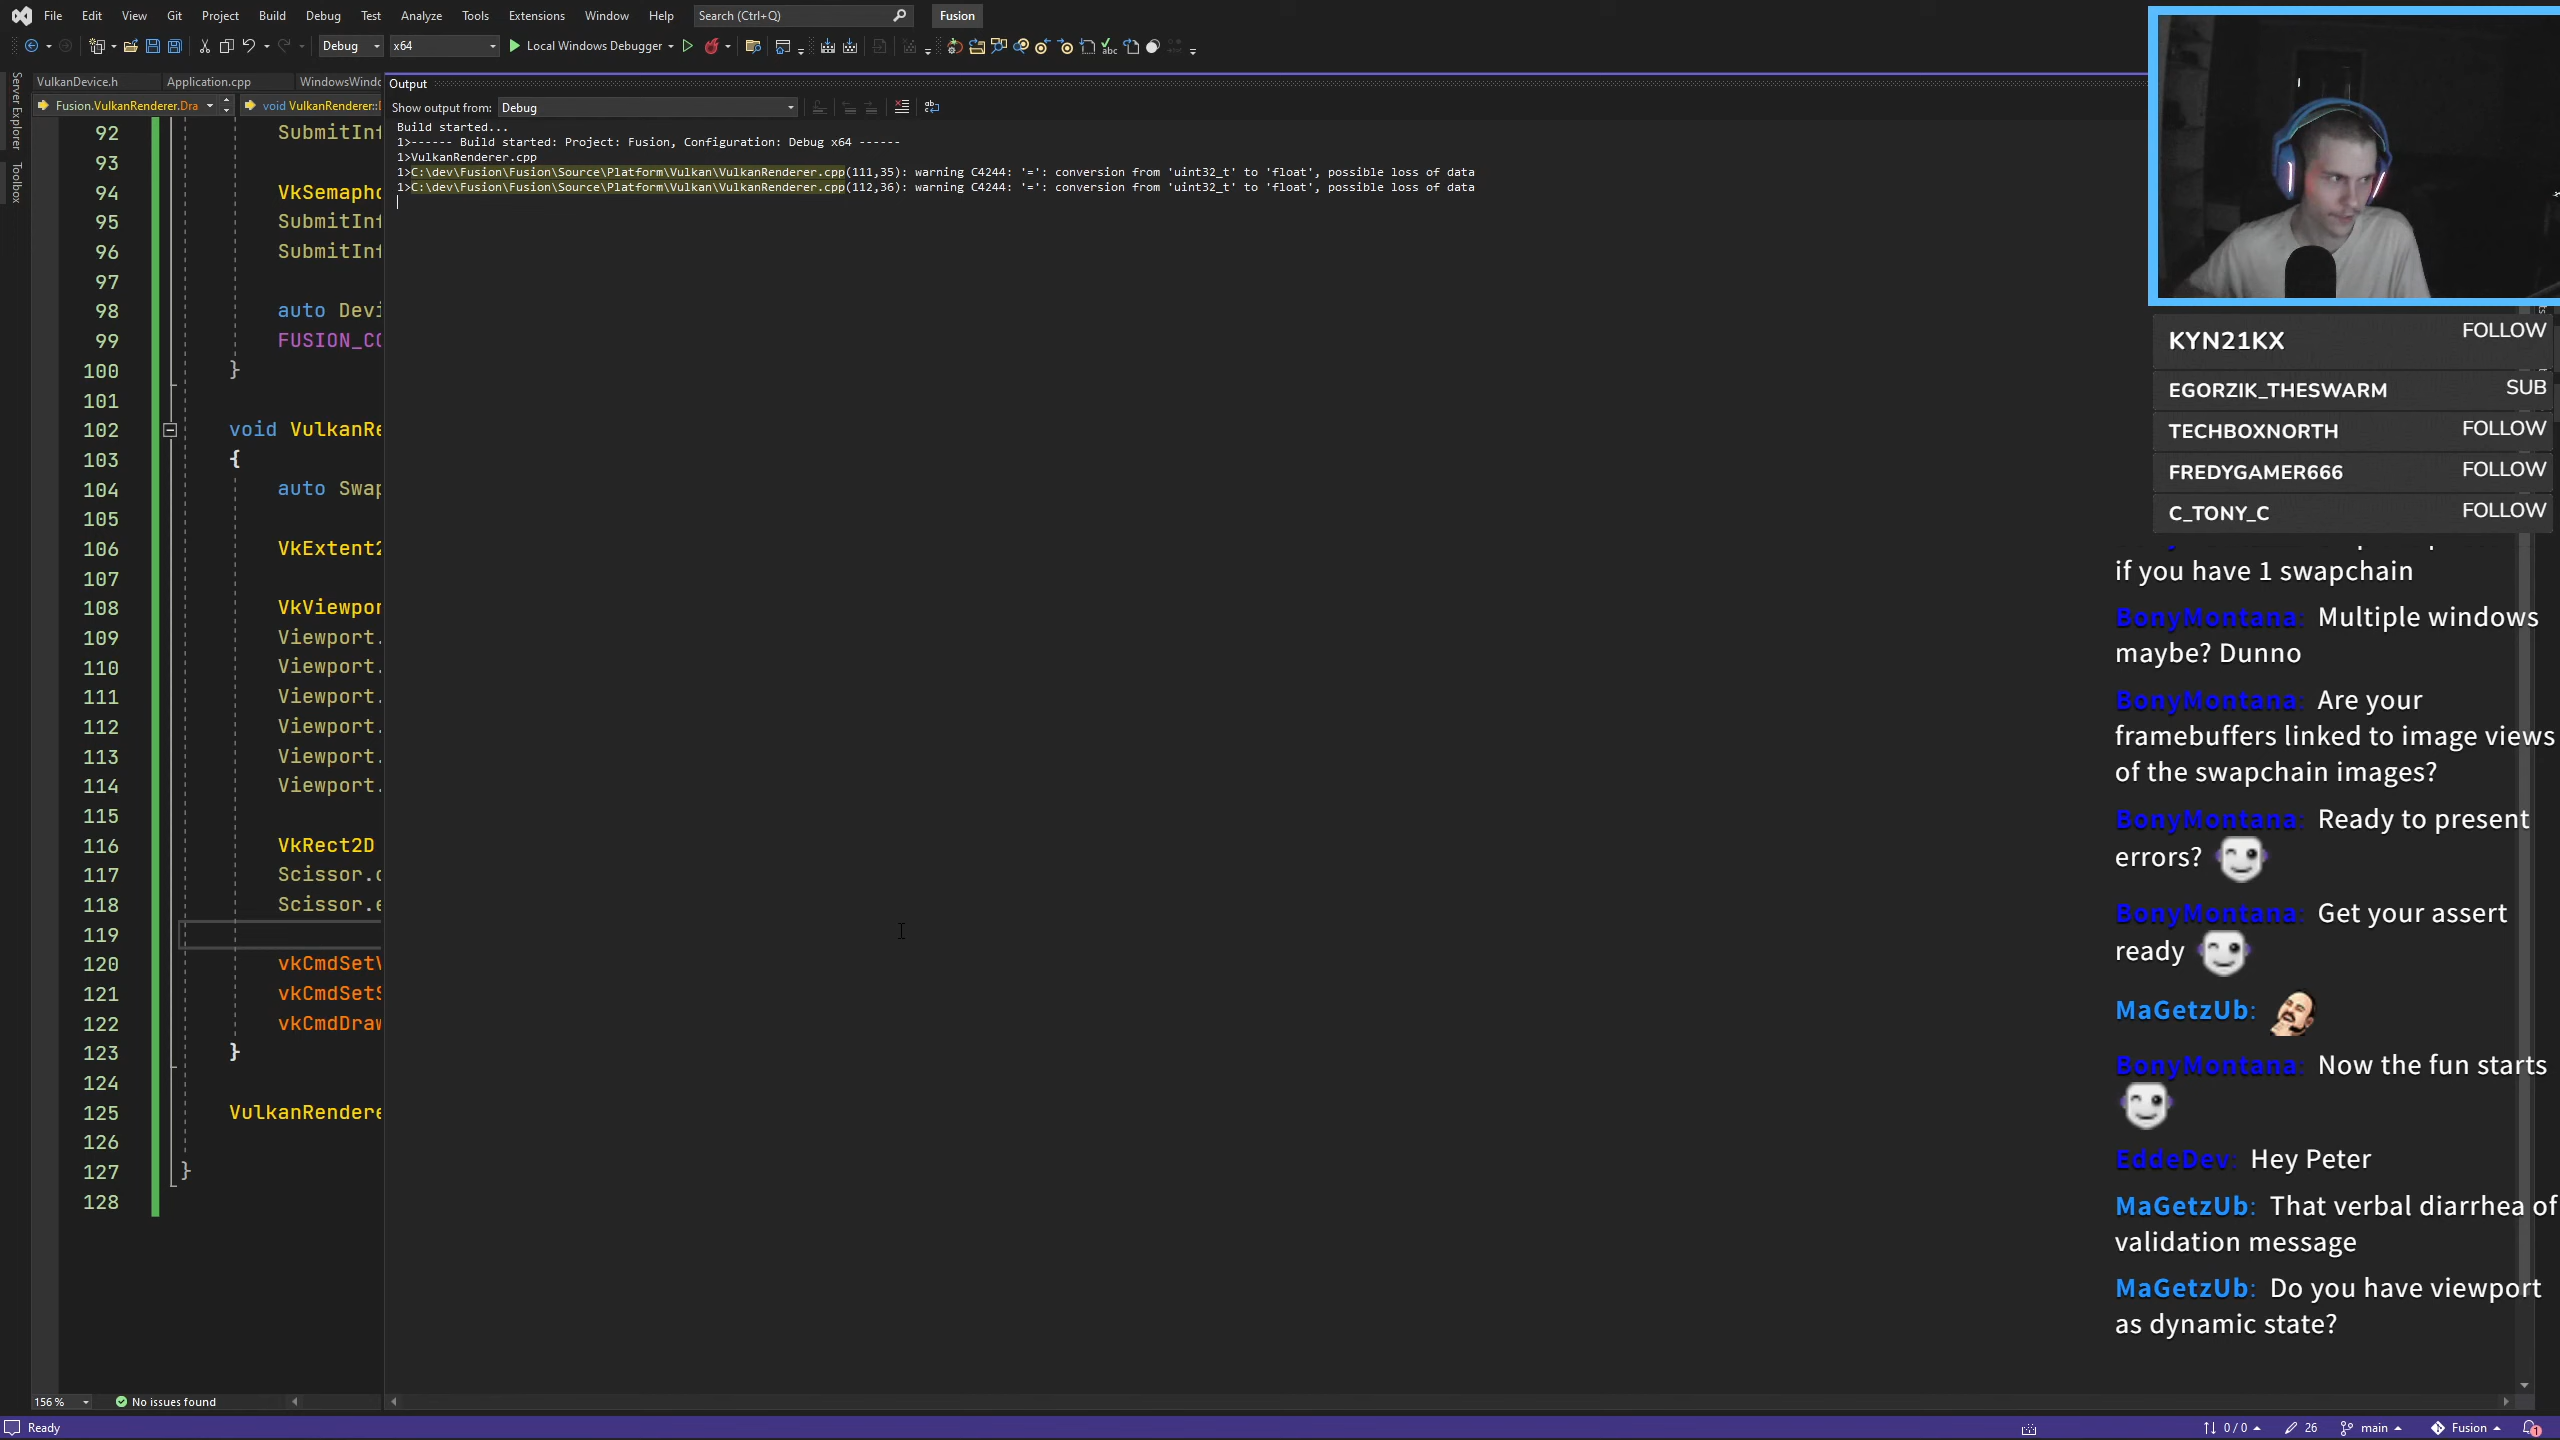 File Edit View Git Project Build Debug Test Analyze Tools Extensions Window Help Search (Ctrl+Q) Fusion
Debug x64 Local Windows Debugger
VulkanDevice.h Application.cpp WindowsWind
Output
Fusion.VulkanRenderer.Dra void VulkanRenderer::
Show output from: Debug
Server Explorer
Toolbox
Build started...
1>------ Build started: Project: Fusion, Configuration: Debug x64 ------
1>VulkanRenderer.cpp
1>C:\dev\Fusion\Fusion\Source\Platform\Vulkan\VulkanRenderer.cpp(111,35): warning C4244: '=': conversion from 'uint32_t' to 'float', possible loss of data
1>C:\dev\Fusion\Fusion\Source\Platform\Vulkan\VulkanRenderer.cpp(112,36): warning C4244: '=': conversion from 'uint32_t' to 'float', possible loss of data
92 SubmitInf
93
94 VkSemapho
95 SubmitInf
96 SubmitInf
97
98 auto Devi
99 FUSION_CO
100 }
101
102 void VulkanRe
103 {
104 auto Swap
105
106 VkExtent2
107
108 VkViewpor
109 Viewport.
110 Viewport.
111 Viewport.
112 Viewport.
113 Viewport.
114 Viewport.
115
116 VkRect2D
117 Scissor.o
118 Scissor.e
119
120 vkCmdSetV
121 vkCmdSetS
122 vkCmdDraw
123 }
124
125 VulkanRendere
126
127 }
128
KYN21KX FOLLOW
EGORZIK_THESWARM SUB
TECHBOXNORTH FOLLOW
FREDYGAMER666 FOLLOW
C_TONY_C FOLLOW
if you have 1 swapchain
BonyMontana: Multiple windows
maybe? Dunno
BonyMontana: Are your
framebuffers linked to image views
of the swapchain images?
BonyMontana: Ready to present
errors?
BonyMontana: Get your assert
ready
MaGetzUb:
BonyMontana: Now the fun starts
EddeDev: Hey Peter
MaGetzUb: That verbal diarrhea of
validation message
MaGetzUb: Do you have viewport
as dynamic state?
156 % No issues found
Ready 0 / 0 26 main Fusion 1